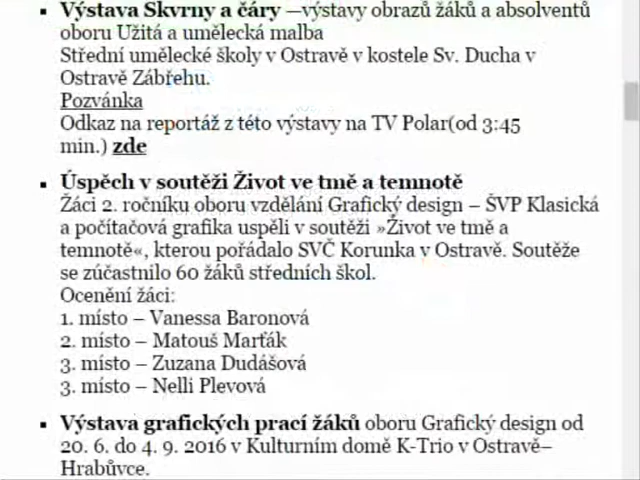 ▪ Výstava Skvrny a čáry —výstavy obrazů žáků a absolventů
oboru Užitá a umělecká malba
Střední umělecké školy v Ostravě v kostele Sv. Ducha v
Ostravě Zábřehu.
Pozvánka
Odkaz na reportáž z této výstavy na TV Polar(od 3:45
min.) zde
▪ Úspěch v soutěži Život ve tmě a temnotě
Žáci 2. ročníku oboru vzdělání Grafický design – ŠVP Klasická
a počítačová grafika uspěli v soutěži »Život ve tmě a
temnotě«, kterou pořádalo SVČ Korunka v Ostravě. Soutěže
se zúčastnilo 60 žáků středních škol.
Ocenění žáci:
1. místo – Vanessa Baronová
2. místo – Matouš Marťák
3. místo – Zuzana Dudášová
3. místo – Nelli Plevová
▪ Výstava grafických prací žáků oboru Grafický design od
20. 6. do 4. 9. 2016 v Kulturním domě K-Trio v Ostravě–
Hrabůvce.